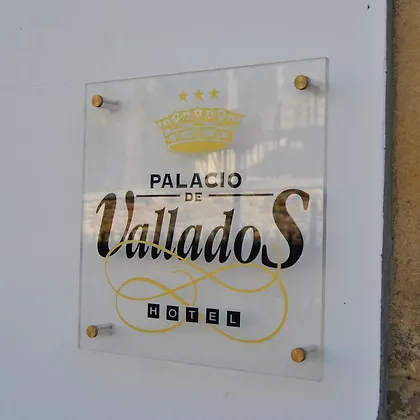 PALACIO
DE
ValladoS
HOTEL